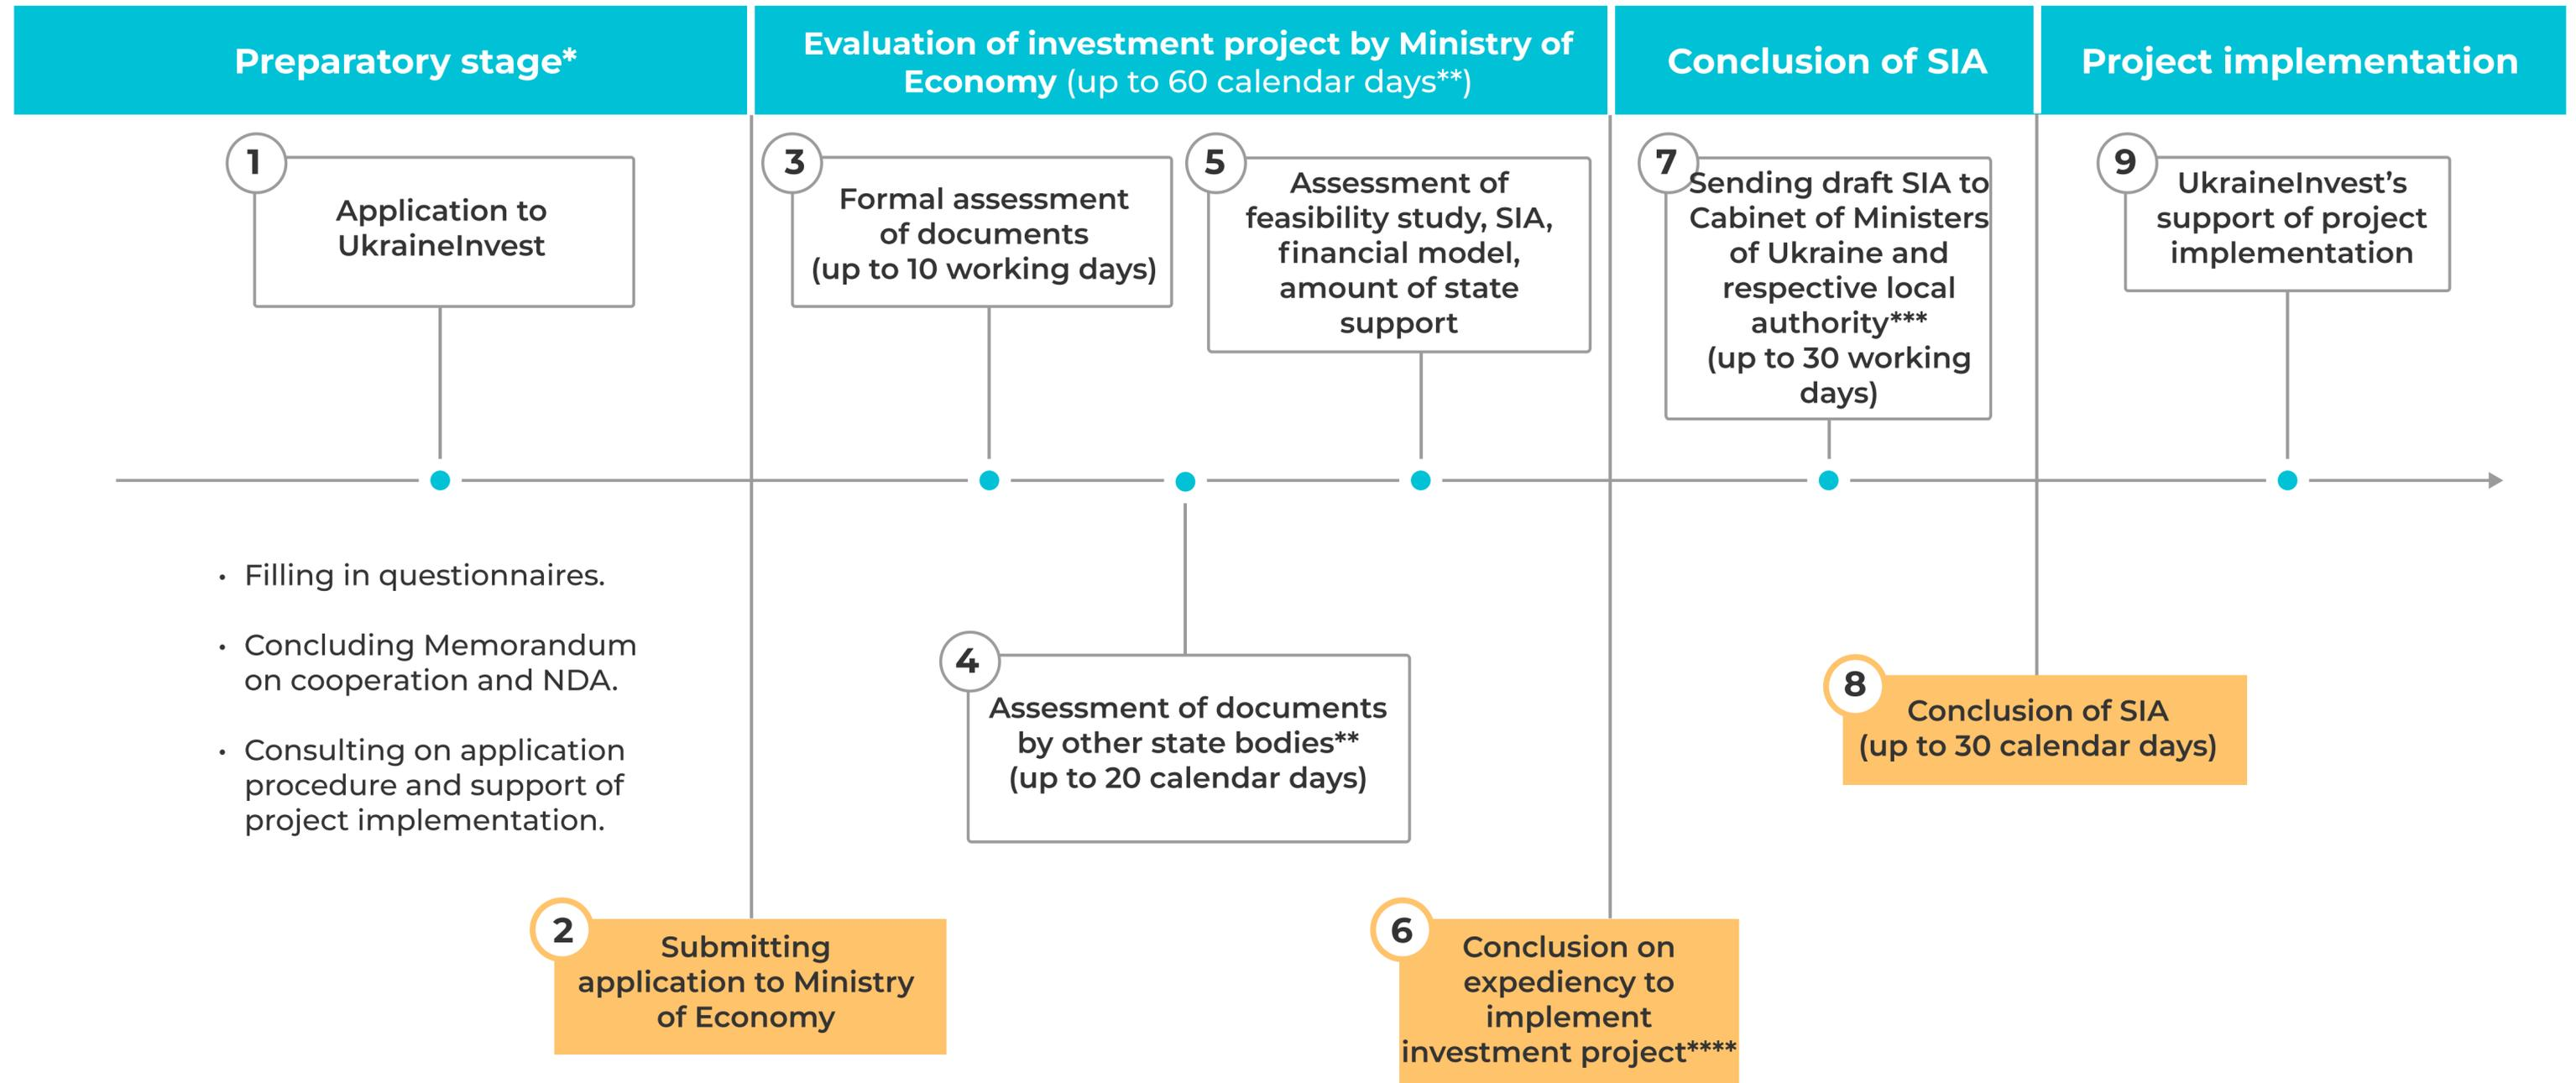 Preparatory stage*
Evaluation of investment project by Ministry of
Economy (up to 60 calendar days**)
Conclusion of SIA
Project implementation
1
Application to
UkraineInvest
3
Formal assessment
of documents
(up to 10 working days)
5
Assessment of
feasibility study, SIA,
financial model,
amount of state
support
7
Sending draft SIA to
Cabinet of Ministers
of Ukraine and
respective local
authority***
(up to 30 working
days)
9
UkraineInvest’s
support of project
implementation
• Filling in questionnaires.
• Concluding Memorandum
on cooperation and NDA.
• Consulting on application
procedure and support of
project implementation.
4
Assessment of documents
by other state bodies**
(up to 20 calendar days)
8
Conclusion of SIA
(up to 30 calendar days)
2
Submitting
application to Ministry
of Economy
6
Conclusion on
expediency to
implement
investment project****